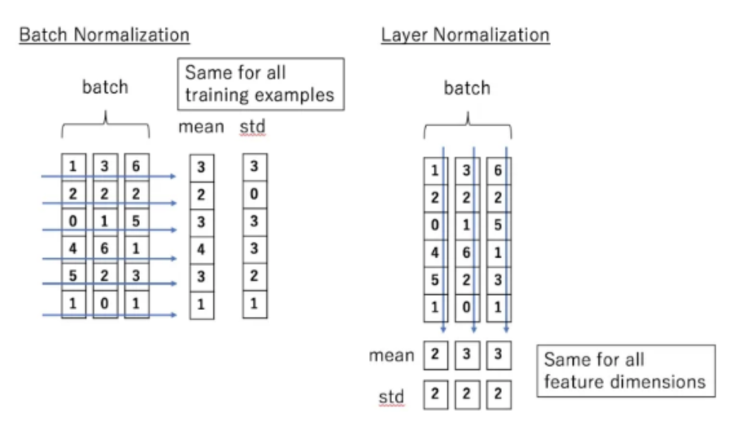 Batch Normalization
batch
Same for all
training examples
mean std
1 3 6 3 3
2 2 2 2 0
0 1 5 3 3
4 6 1 4 3
5 2 3 3 2
1 0 1 1 1
Layer Normalization
batch
1 3 6
2 2 2
0 1 5
4 6 1
5 2 3
1 0 1
mean 2 3 3
std 2 2 2
Same for all
feature dimensions